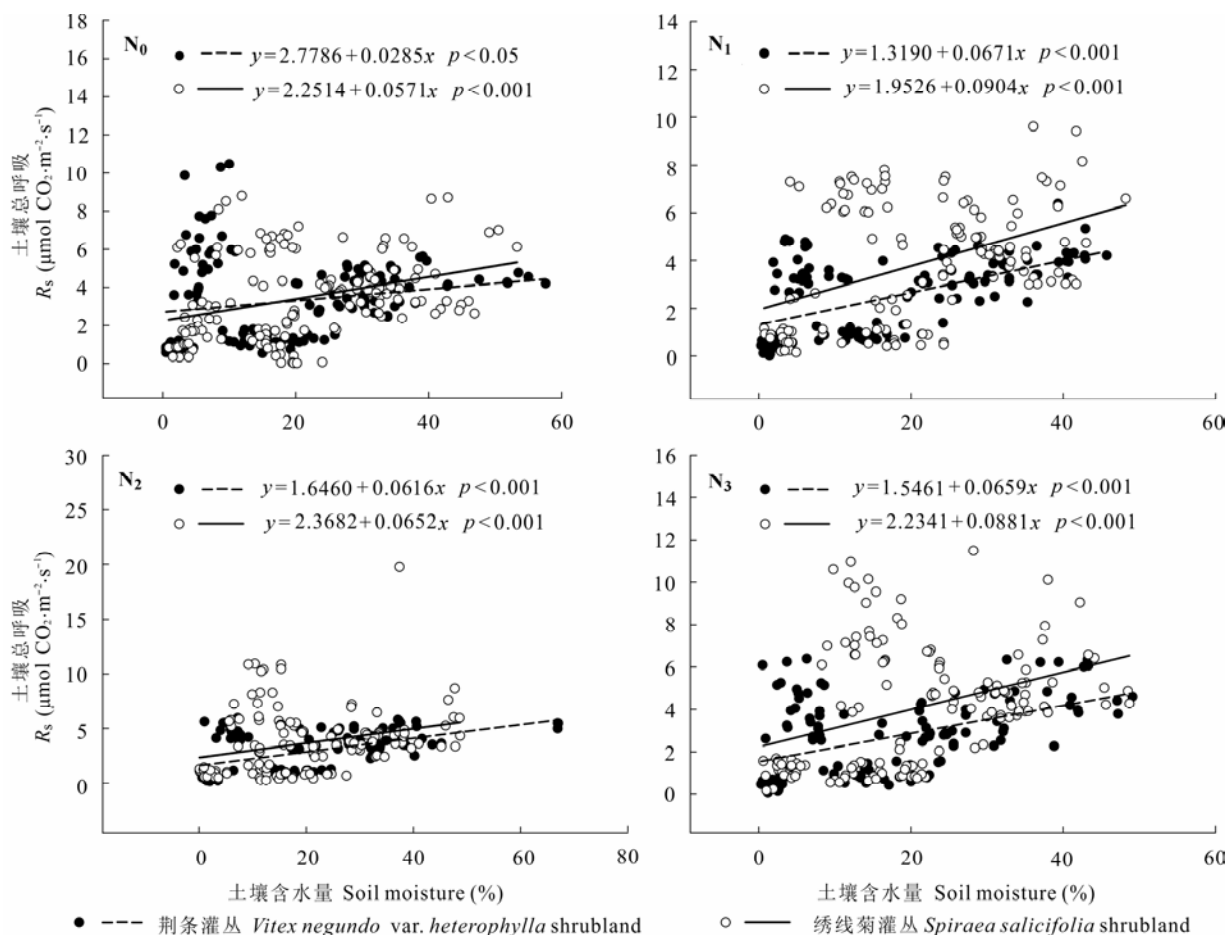 18
16
14
12
10
8
6
4
2
0
N₀
y=2.7786+0.0285x p<0.05
y=2.2514+0.0571x p<0.001
土壤总呼吸
Rs (μmol CO₂·m⁻²·s⁻¹)
0 20 40 60
14
12
10
8
6
4
2
0
N₁
y=1.3190+0.0671x p<0.001
y=1.9526+0.0904x p<0.001
0 20 40 60
30
25
20
15
10
5
0
N₂
y=1.6460+0.0616x p<0.001
y=2.3682+0.0652x p<0.001
土壤总呼吸
Rs (μmol CO₂·m⁻²·s⁻¹)
0 20 40 60 80
土壤含水量 Soil moisture (%)
16
14
12
10
8
6
4
2
0
N₃
y=1.5461+0.0659x p<0.001
y=2.2341+0.0881x p<0.001
0 20 40 60
土壤含水量 Soil moisture (%)
荆条灌丛 Vitex negundo var. heterophylla shrubland
绣线菊灌丛 Spiraea salicifolia shrubland